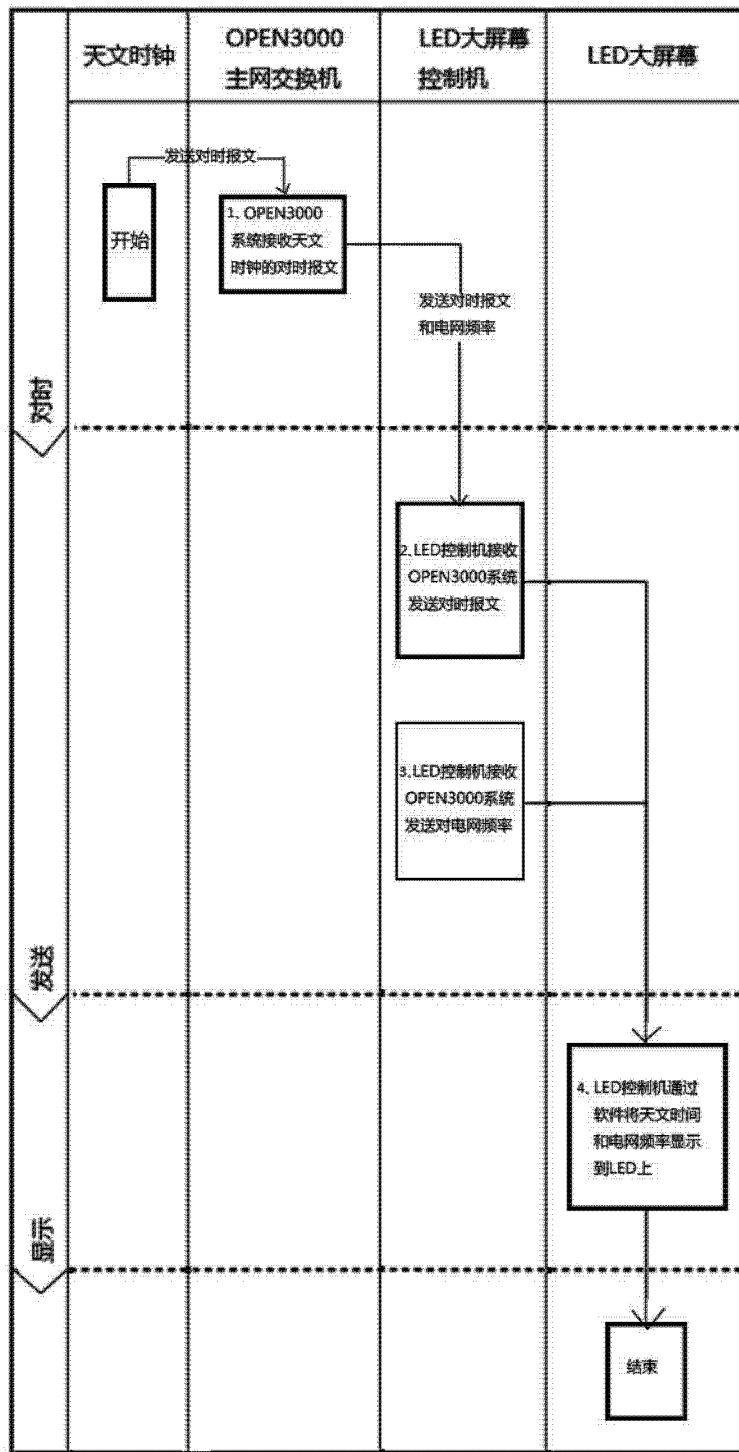 天文时钟
OPEN3000
主网交换机
LED大屏幕
控制机
LED大屏幕
发送对时报文
开始
1、OPEN3000
系统接收天文
时钟的对时报文
发送对时报文
和电网频率
对时
2、LED控制机接收
OPEN3000系统
发送对时报文
3、LED控制机接收
OPEN3000系统
发送对电网频率
发送
4、LED控制机通过
软件将天文时间
和电网频率显示
到LED上
显示
结束